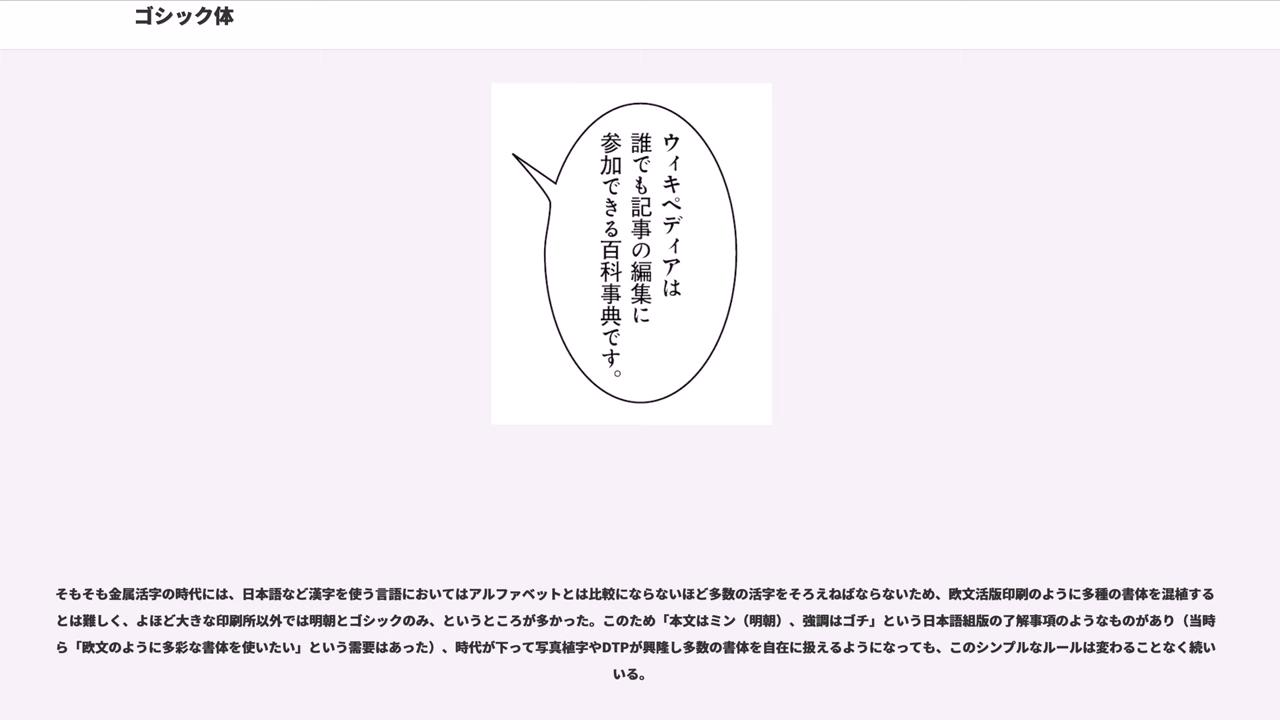 ゴシック体
ウィキペディアは
誰でも記事の編集に
参加できる百科事典です。
そもそも金属活字の時代には、日本語など漢字を使う言語においてはアルファベットとは比較にならないほど多数の活字をそろえねばならないため、欧文活版印刷のように多種の書体を混植する
とは難しく、よほど大きな印刷所以外では明朝とゴシックのみ、というところが多かった。このため「本文はミン（明朝）、強調はゴチ」という日本語組版の了解事項のようなものがあり（当時
ら「欧文のように多彩な書体を使いたい」という需要はあった）、時代が下って写真植字やDTPが興隆し多数の書体を自在に扱えるようになっても、このシンプルなルールは変わることなく続い
いる。